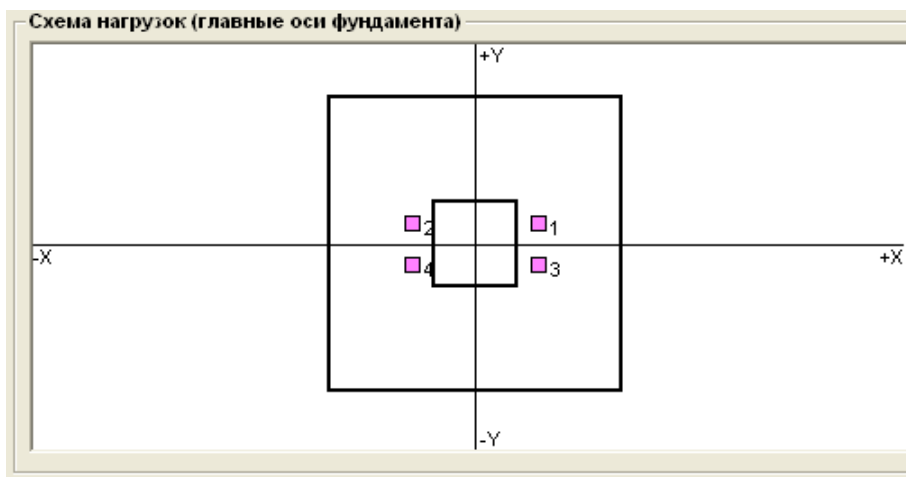 Схема нагрузок (главные оси фундамента)
+Y
2
1
-X
+X
4
3
-Y